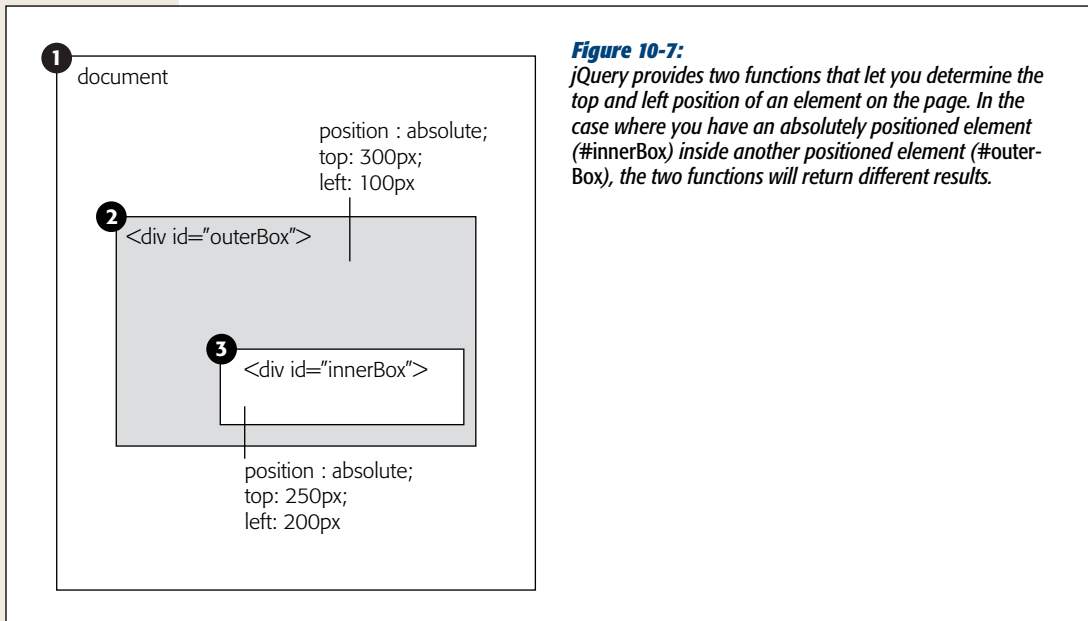 1
document
position : absolute;
top: 300px;
left: 100px
2
<div id="outerBox">
3
<div id="innerBox">
position : absolute;
top: 250px;
left: 200px
Figure 10-7:
jQuery provides two functions that let you determine the
top and left position of an element on the page. In the
case where you have an absolutely positioned element
(#innerBox) inside another positioned element (#outer-
Box), the two functions will return different results.